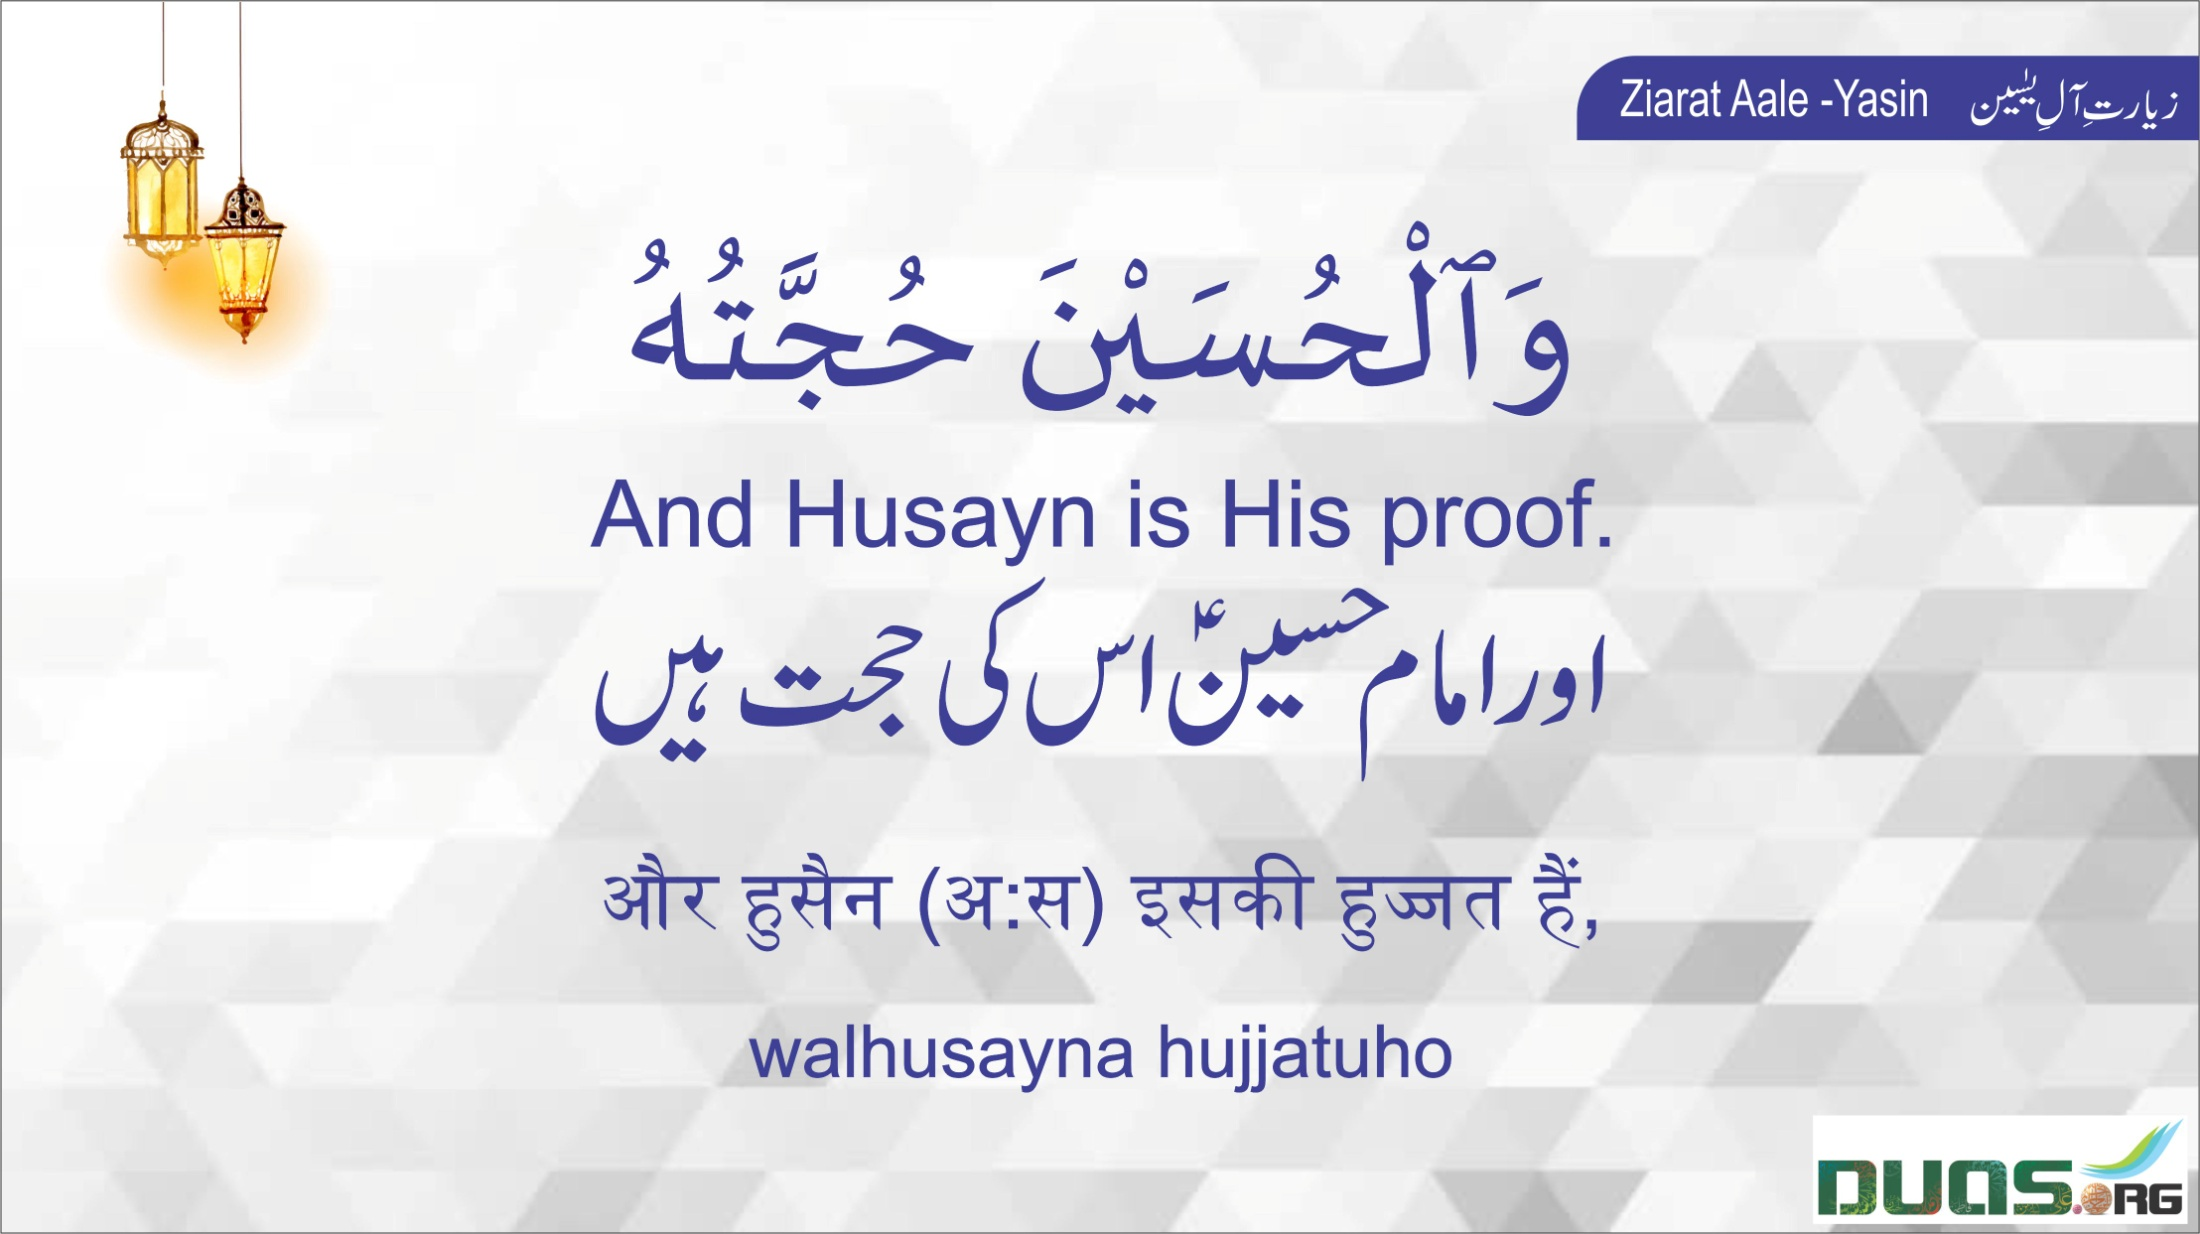 Ziarat Aale -Yasin زیارتِ آلِ یٰسین
وَٱلْحُسَيْنَ حُجَّتُهُ
And Husayn is His proof.
اور امام حسینؑ اس کی حجت ہیں
और हुसैन (अ:स) इसकी हुज्जत हैं,
walhusayna hujjatuho
DUAS.ORG